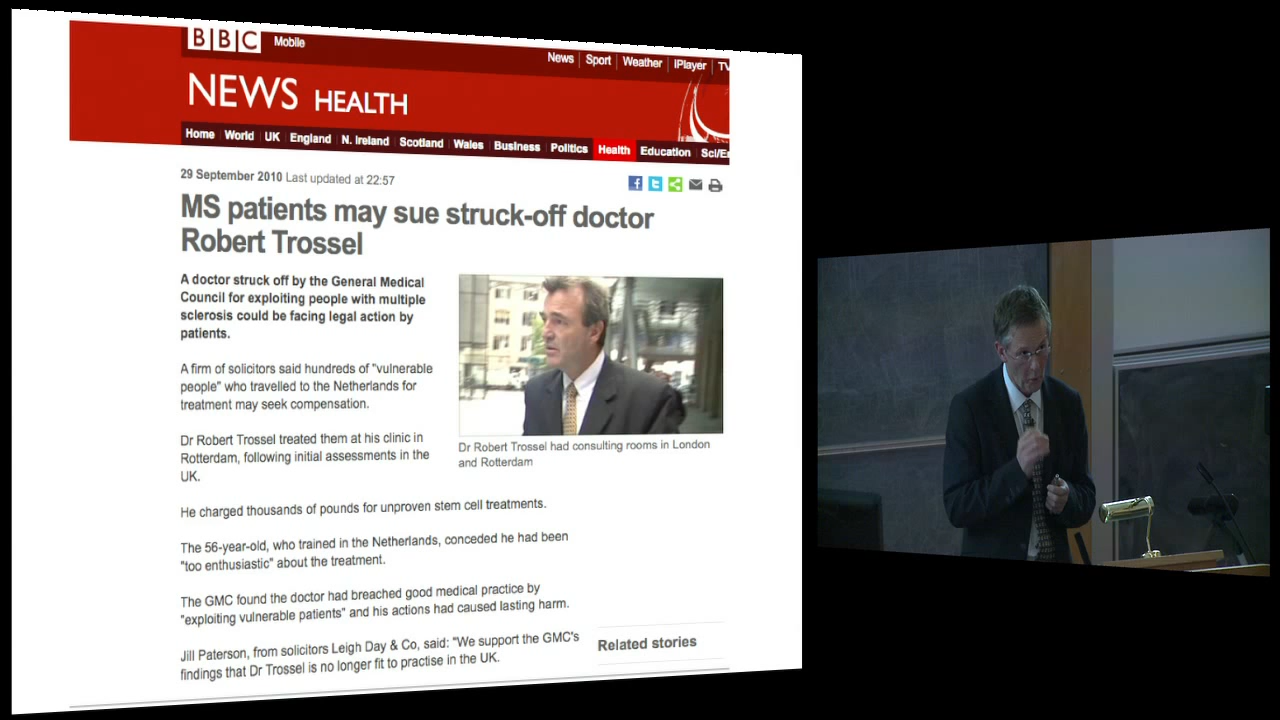 BBC Mobile
News Sport Weather iPlayer TV
NEWS HEALTH
Home World UK England N. Ireland Scotland Wales Business Politics Health Education Sci/E
29 September 2010 Last updated at 22:57
MS patients may sue struck-off doctor
Robert Trossel
A doctor struck off by the General Medical
Council for exploiting people with multiple
sclerosis could be facing legal action by
patients.
A firm of solicitors said hundreds of "vulnerable
people" who travelled to the Netherlands for
treatment may seek compensation.
Dr Robert Trossel treated them at his clinic in
Rotterdam, following initial assessments in the
UK.
Dr Robert Trossel had consulting rooms in London
and Rotterdam
He charged thousands of pounds for unproven stem cell treatments.
The 56-year-old, who trained in the Netherlands, conceded he had been
"too enthusiastic" about the treatment.
The GMC found the doctor had breached good medical practice by
"exploiting vulnerable patients" and his actions had caused lasting harm.
Jill Paterson, from solicitors Leigh Day & Co, said: "We support the GMC's
findings that Dr Trossel is no longer fit to practise in the UK.
Related stories